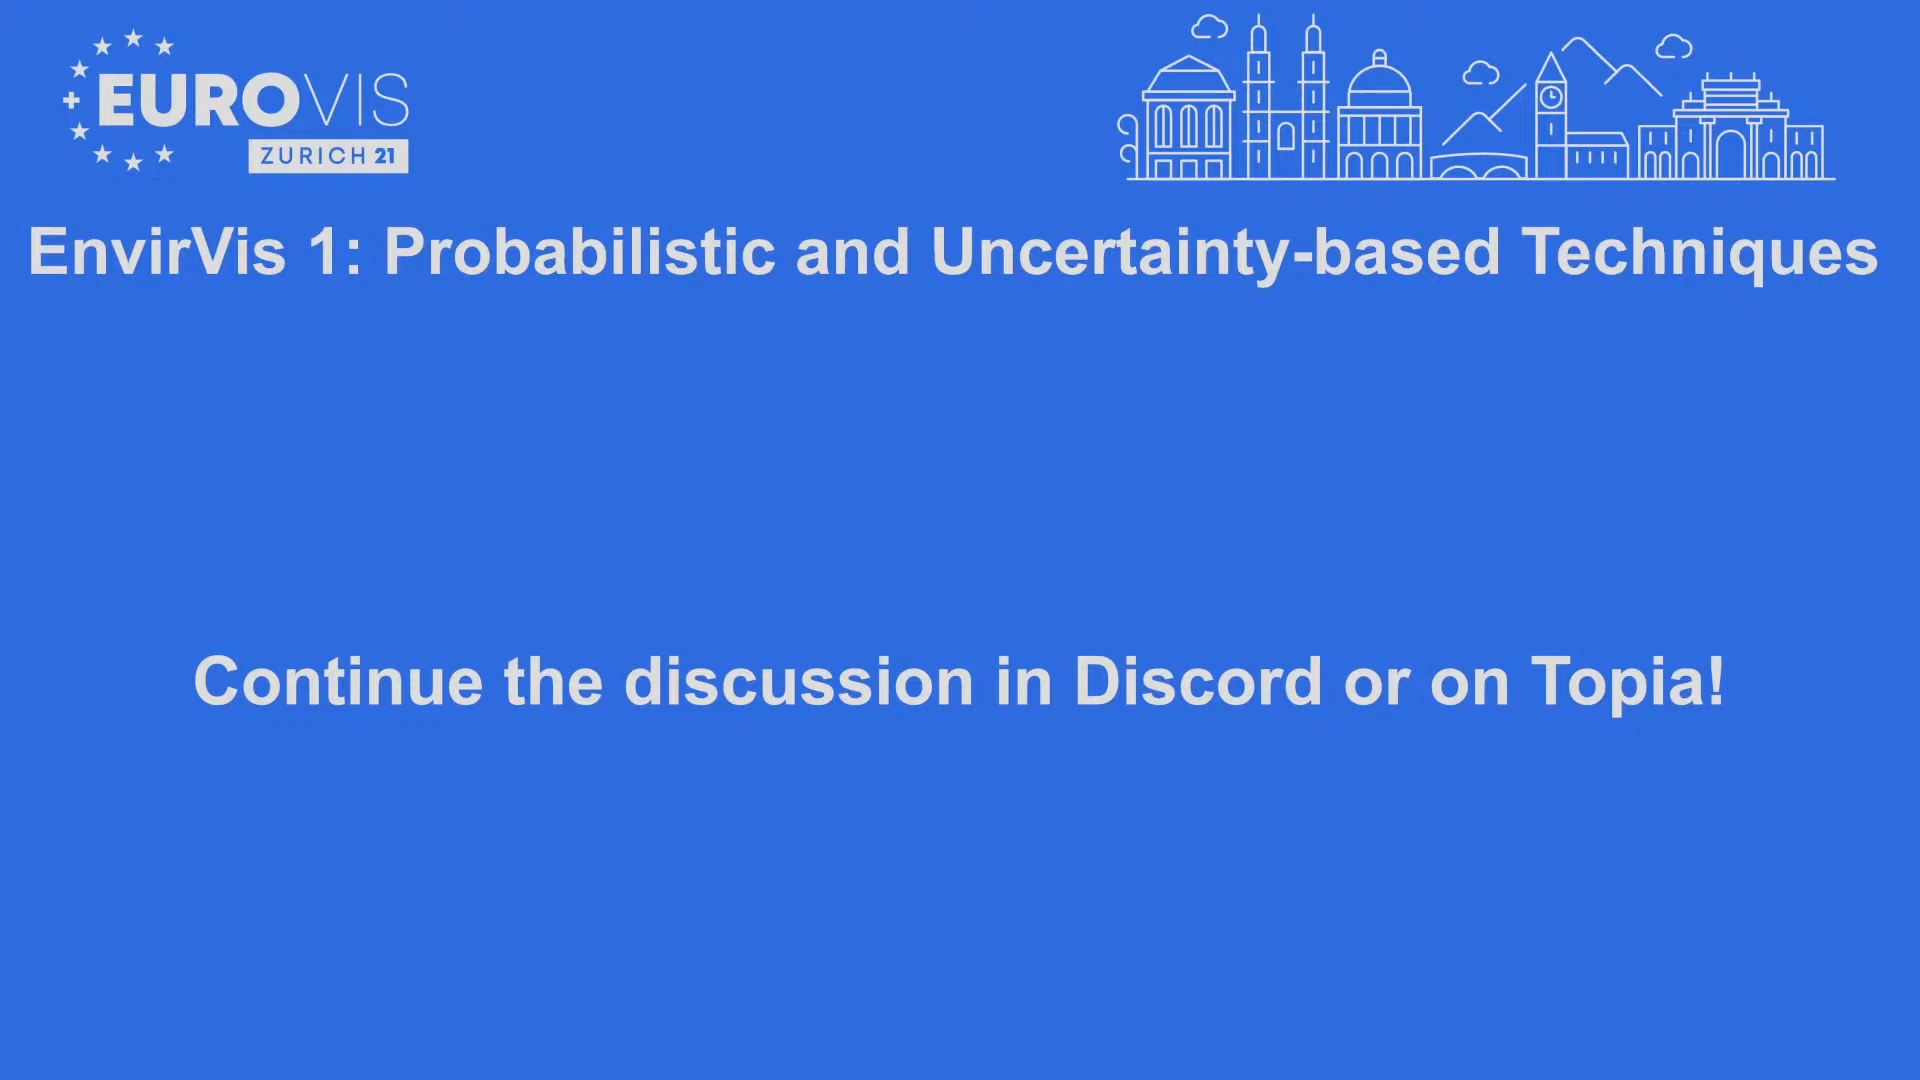 EUROVIS
ZURICH 21
EnvirVis 1: Probabilistic and Uncertainty-based Techniques
Continue the discussion in Discord or on Topia!